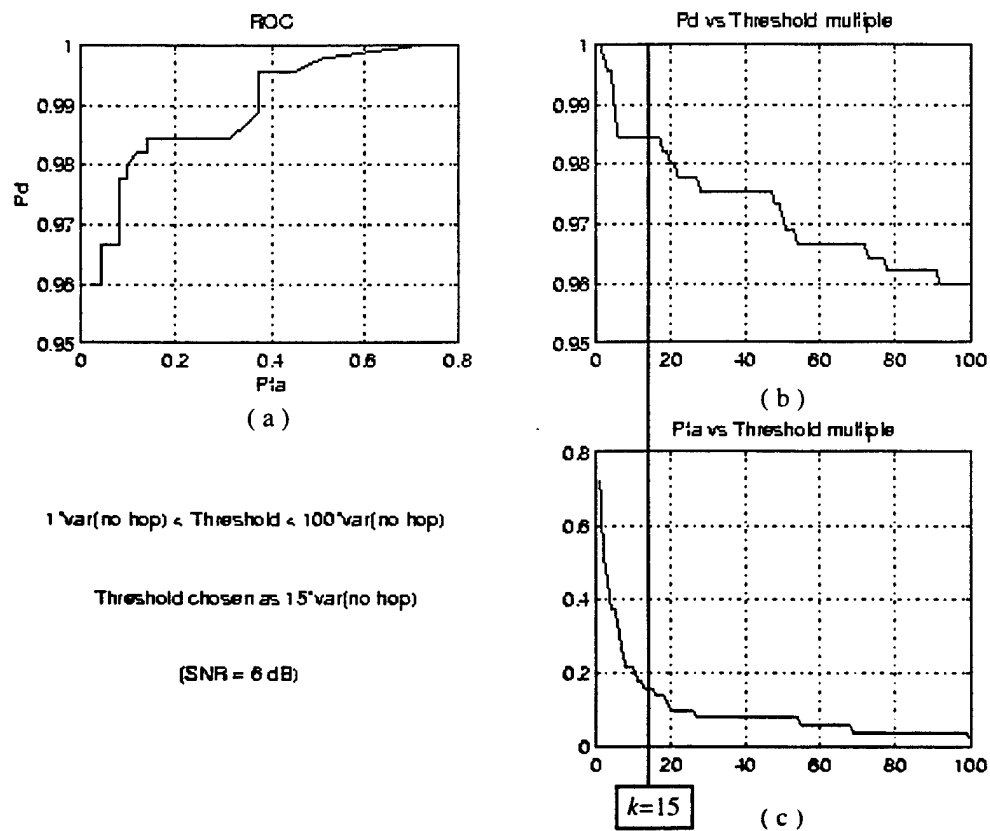 ROC
1
0.99
0.98
0.97
0.96
0.95
Pd
0
0.2
0.4
0.6
0.8
Pfa
( a )
Pd vs Threshold multiple
1
0.99
0.98
0.97
0.96
0.95
0
20
40
60
80
100
( b )
Pfa vs Threshold multiple
0.8
0.6
0.4
0.2
0
0
20
40
60
80
100
k=15
( c )
1*var(no hop) < Threshold < 100*var(no hop)
Threshold chosen as 15*var(no hop)
(SNR = 6 dB)